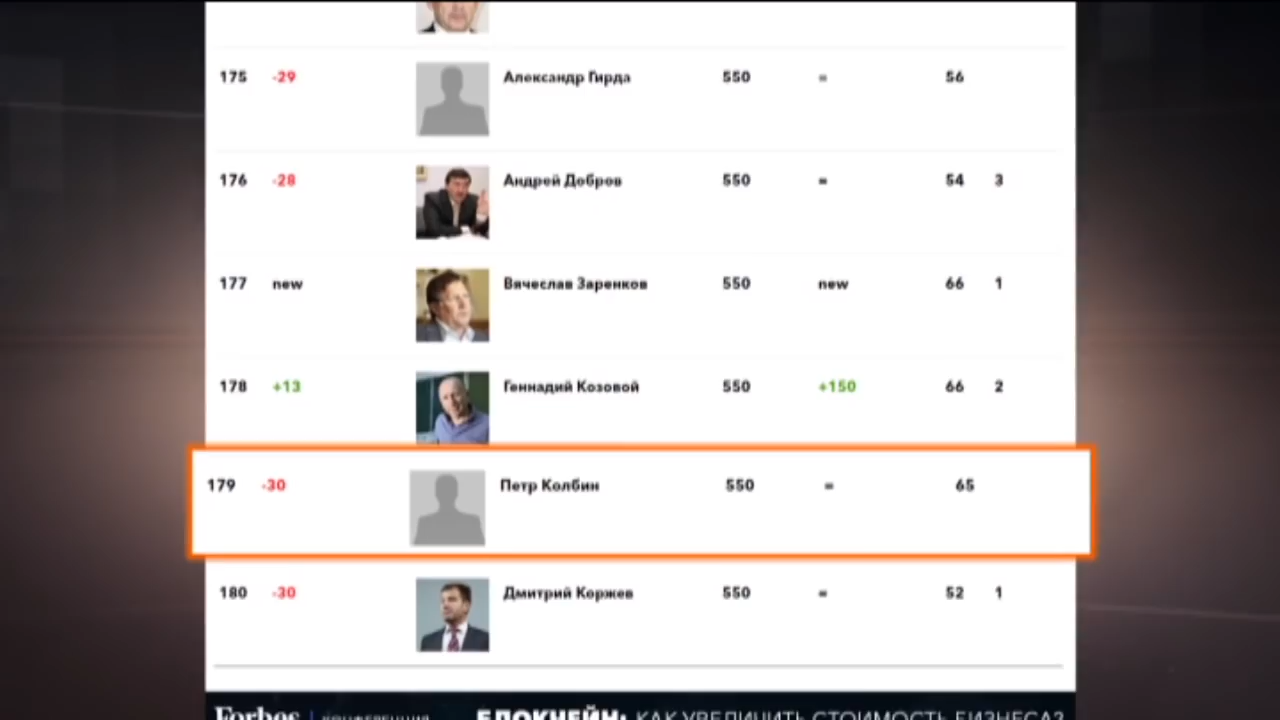 175 -29 Александр Гирда 550 = 56
176 -28 Андрей Добров 550 = 54 3
177 new Вячеслав Заренков 550 new 66 1
178 +13 Геннадий Козовой 550 +150 66 2
179 -30 Петр Колбин 550 = 65
180 -30 Дмитрий Коржев 550 = 52 1
Forbes | КОНФЕРЕНЦИЯ БЛОКЧЕЙН: КАК УВЕЛИЧИТЬ СТОИМОСТЬ БИЗНЕСА?